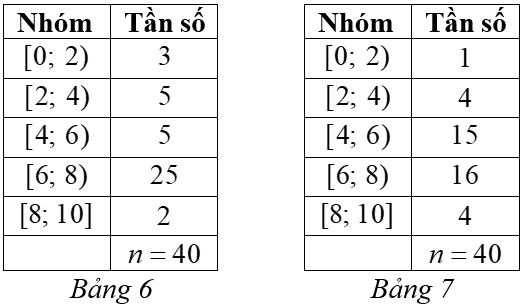 Nhóm Tần số
[0; 2) 3
[2; 4) 5
[4; 6) 5
[6; 8) 25
[8; 10] 2
n = 40
Bảng 6
Nhóm Tần số
[0; 2) 1
[2; 4) 4
[4; 6) 15
[6; 8) 16
[8; 10] 4
n = 40
Bảng 7